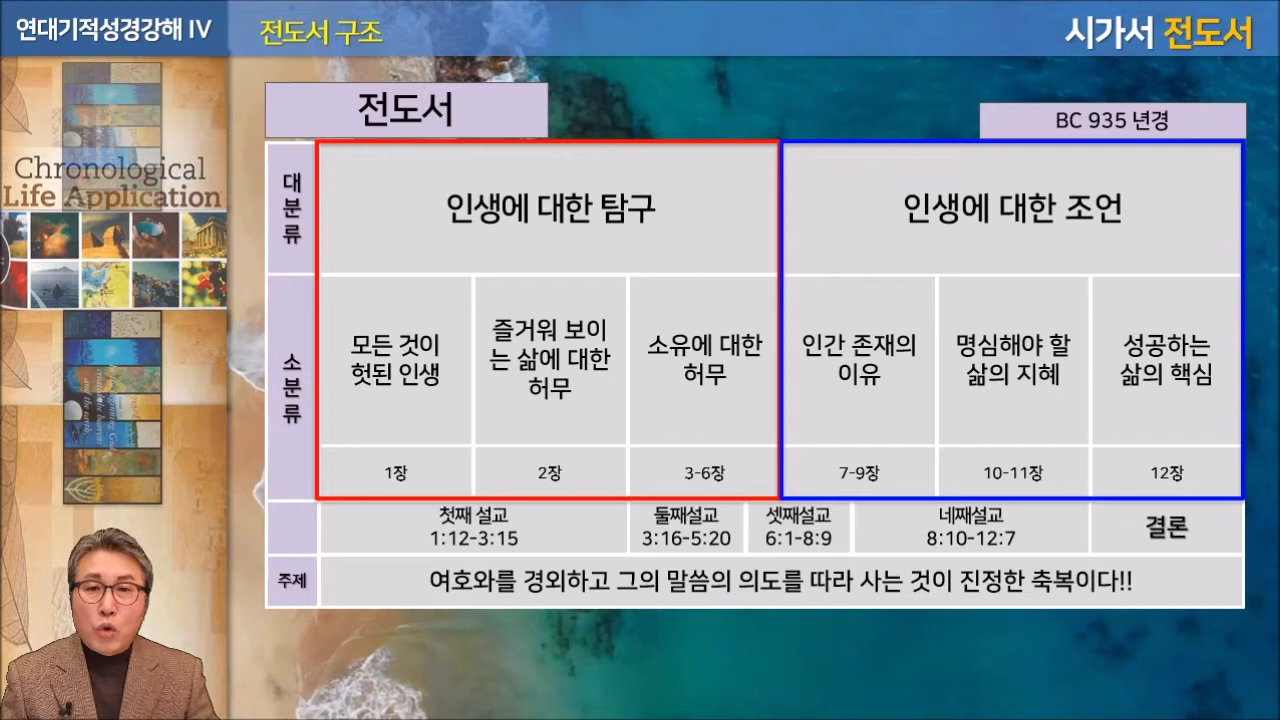 연대기적성경강해 IV
전도서 구조
시가서 전도서
Chronological
Life Application
전도서
BC 935 년경
대분류
인생에 대한 탐구
인생에 대한 조언
소분류
모든 것이
헛된 인생
즐거워 보이
는 삶에 대한
허무
소유에 대한
허무
인간 존재의
이유
명심해야 할
삶의 지혜
성공하는
삶의 핵심
1장
2장
3-6장
7-9장
10-11장
12장
첫째 설교
1:12-3:15
둘째설교
3:16-5:20
셋째설교
6:1-8:9
네째설교
8:10-12:7
결론
주제
여호와를 경외하고 그의 말씀의 의도를 따라 사는 것이 진정한 축복이다!!